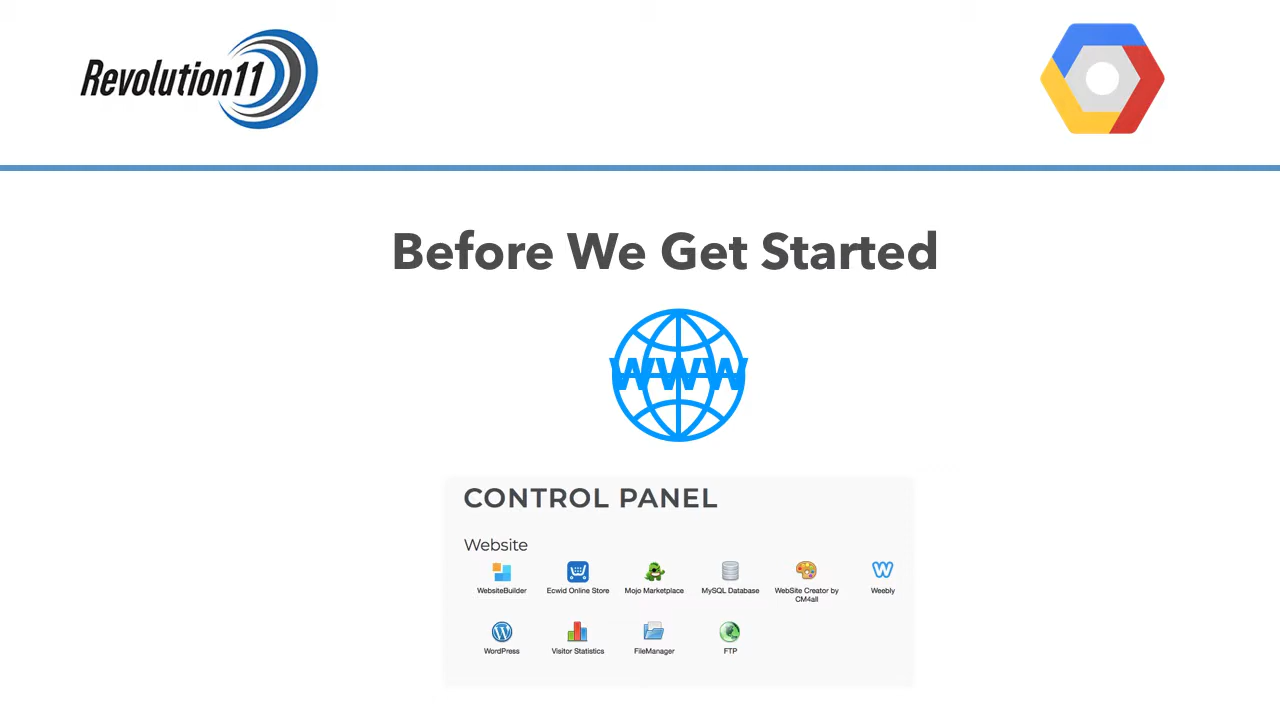 Revolution11
Before We Get Started
WWW
CONTROL PANEL
Website
WebsiteBuilder
Ecwid Online Store
Mojo Marketplace
MySQL Database
WebSite Creator by
CM4all
Weebly
WordPress
Visitor Statistics
FileManager
FTP